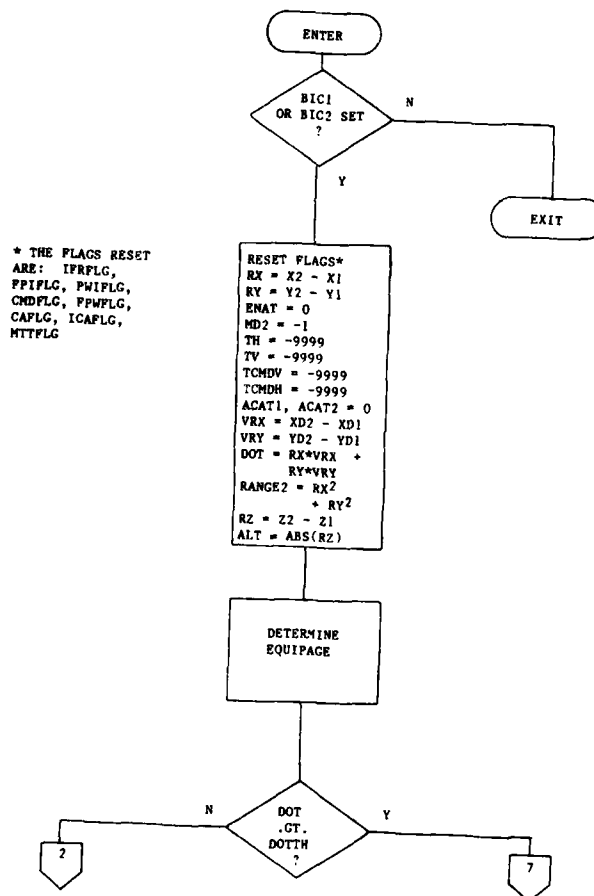 ENTER
BIC1
OR BIC2 SET
?
N
Y
EXIT
* THE FLAGS RESET
ARE: IFRFLG,
FPIFLG, PWIFLG,
CMDFLG, FPWFLG,
CAFLG, ICAFLG,
MTTFLG
RESET FLAGS*
RX = X2 - X1
RY = Y2 - Y1
ENAT = 0
MD2 = -1
TH = -9999
TV = -9999
TCMDV = -9999
TCMDH = -9999
ACAT1, ACAT2 = 0
VRX = XD2 - XD1
VRY = YD2 - YD1
DOT = RX*VRX +
RY*VRY
RANGE2 = RX²
+ RY²
RZ = Z2 - Z1
ALT = ABS(RZ)
DETERMINE
EQUIPAGE
N
DOT
.GT.
DOTTH
?
Y
2
7